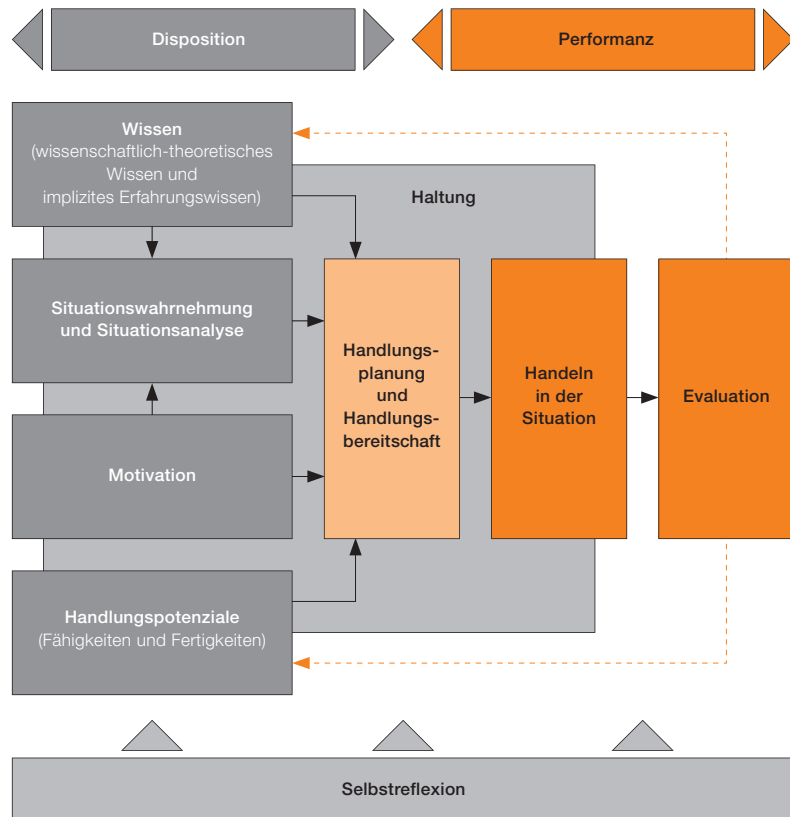 Disposition
Performanz
Wissen
(wissenschaftlich-theoretisches
Wissen und
implizites Erfahrungswissen)
Haltung
Situationswahrnehmung
und Situationsanalyse
Handlungs-
planung
und
Handlungs-
bereitschaft
Handeln
in der
Situation
Evaluation
Motivation
Handlungspotenziale
(Fähigkeiten und Fertigkeiten)
Selbstreflexion